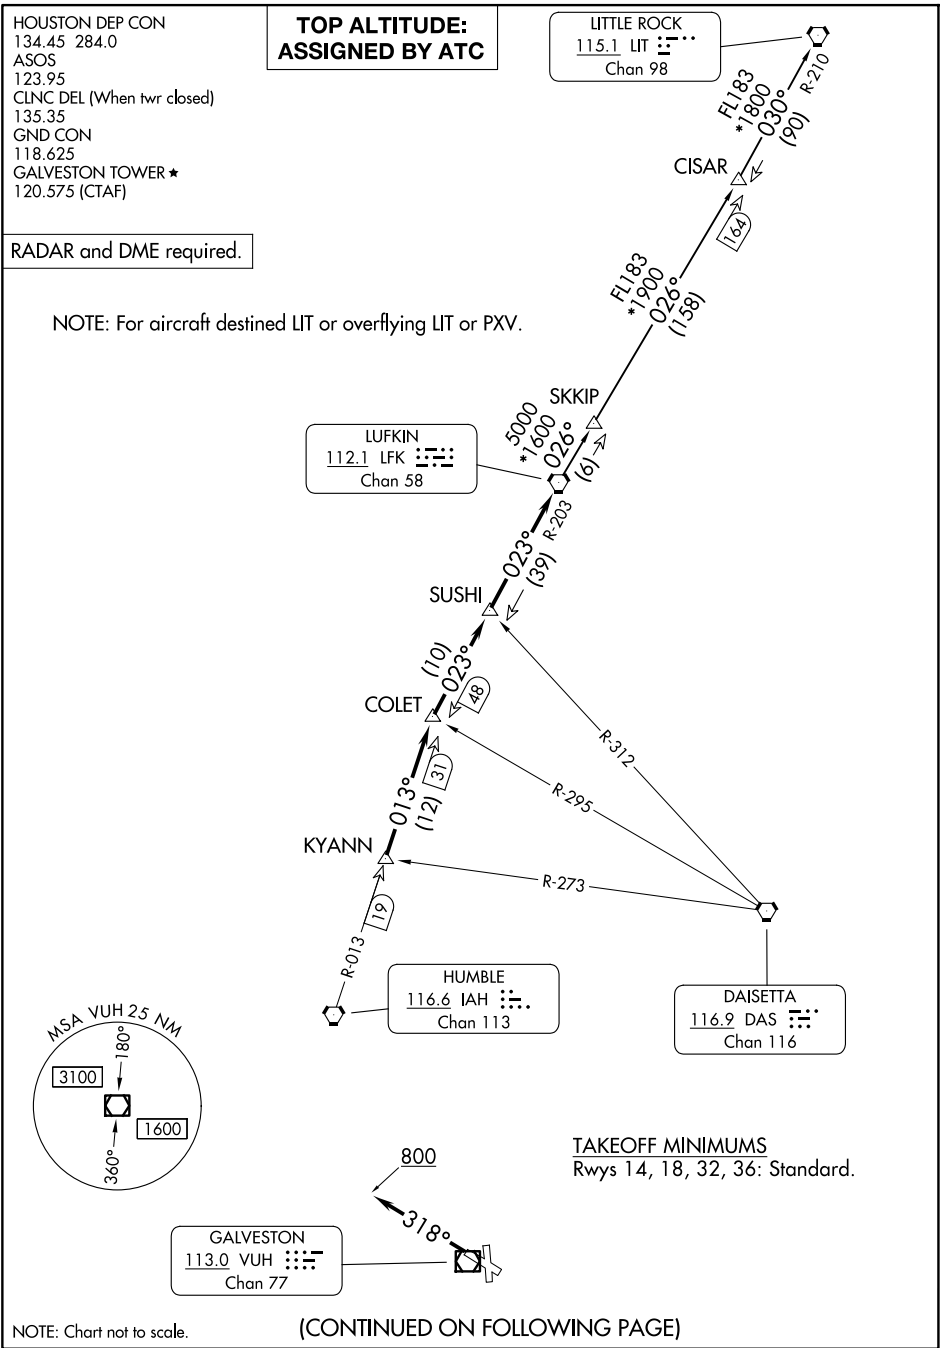 HOUSTON DEP CON
134.45 284.0
ASOS
123.95
CLNC DEL (When twr closed)
135.35
GND CON
118.625
GALVESTON TOWER ★
120.575 (CTAF)
TOP ALTITUDE:
ASSIGNED BY ATC
LITTLE ROCK
115.1 LIT
Chan 98
R-210
FL183
*1800
030°
(90)
CISAR
164
RADAR and DME required.
FL183
*1900
026°
(158)
NOTE: For aircraft destined LIT or overflying LIT or PXV.
SKKIP
5000
*1600
026°
(6)
LUFKIN
112.1 LFK
Chan 58
R-203
023°
(39)
SUSHI
(10)
023°
48
COLET
R-312
31
013°
(12)
R-295
KYANN
R-273
19
R-013
HUMBLE
116.6 IAH
Chan 113
DAISETTA
116.9 DAS
Chan 116
MSA VUH 25 NM
180°
3100
1600
360°
TAKEOFF MINIMUMS
Rwys 14, 18, 32, 36: Standard.
800
318°
GALVESTON
113.0 VUH
Chan 77
NOTE: Chart not to scale.
(CONTINUED ON FOLLOWING PAGE)